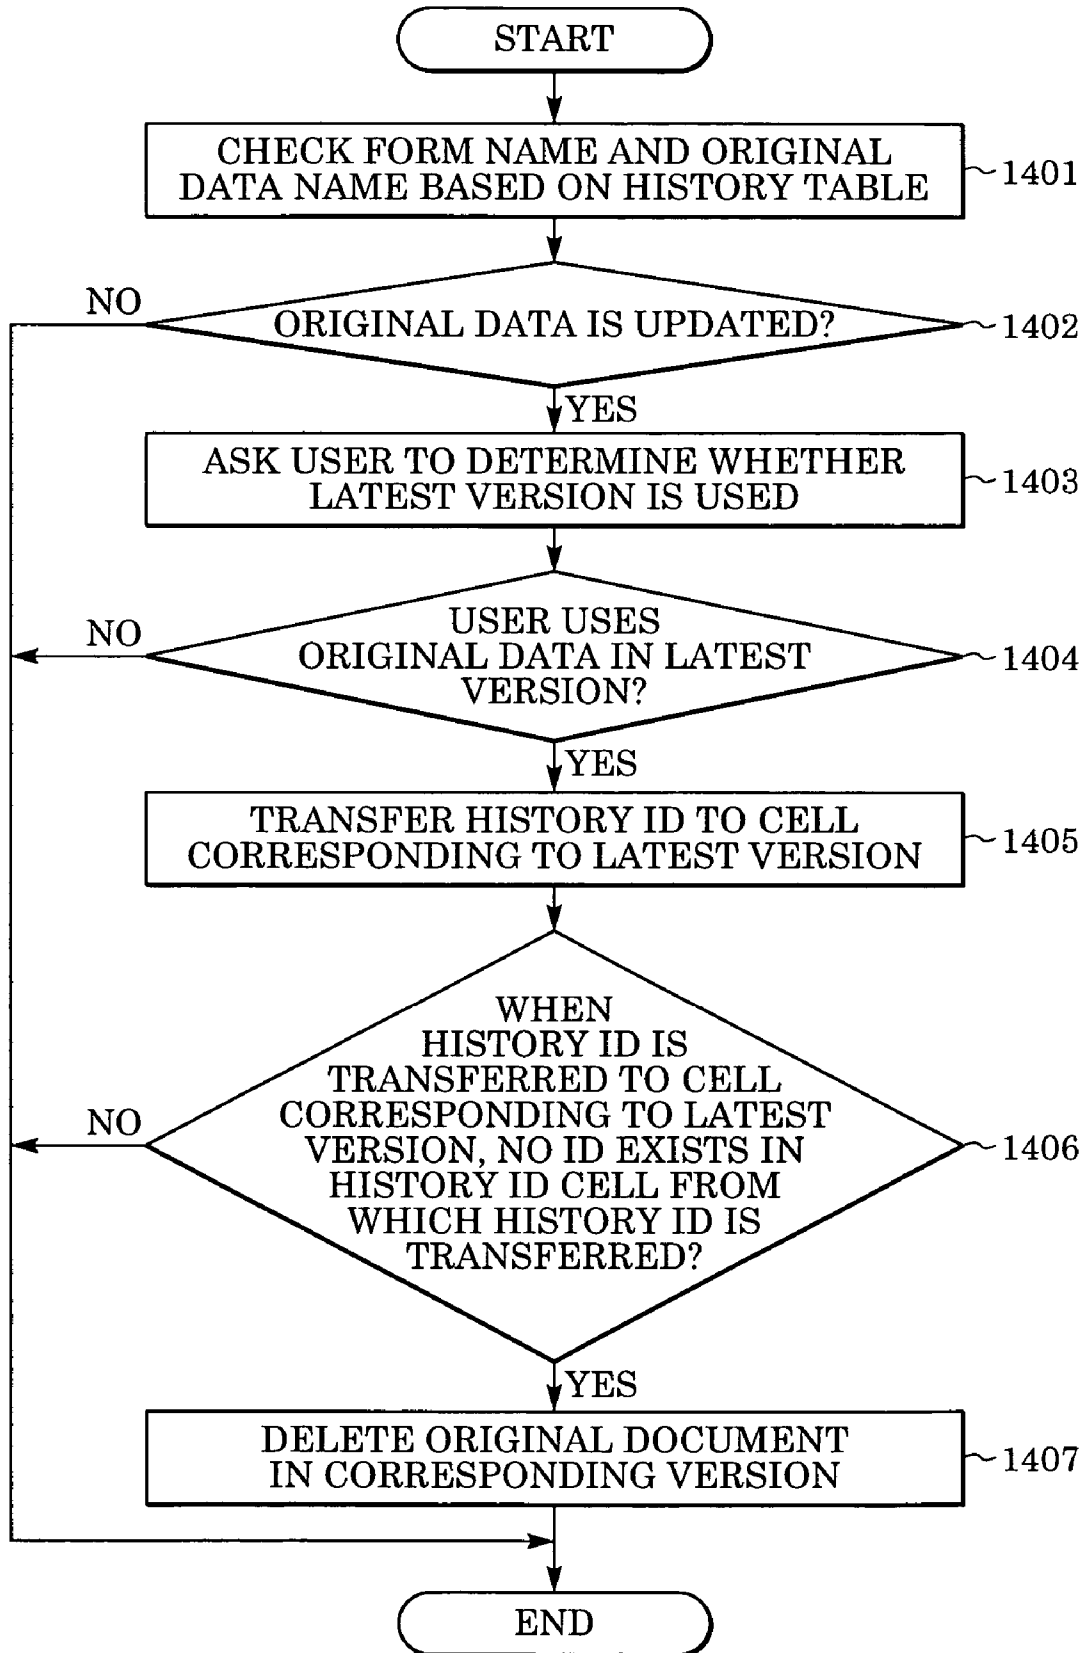 START
CHECK FORM NAME AND ORIGINAL
DATA NAME BASED ON HISTORY TABLE
1401
NO
ORIGINAL DATA IS UPDATED?
1402
YES
ASK USER TO DETERMINE WHETHER
LATEST VERSION IS USED
1403
NO
USER USES
ORIGINAL DATA IN LATEST
VERSION?
1404
YES
TRANSFER HISTORY ID TO CELL
CORRESPONDING TO LATEST VERSION
1405
NO
WHEN
HISTORY ID IS
TRANSFERRED TO CELL
CORRESPONDING TO LATEST
VERSION, NO ID EXISTS IN
HISTORY ID CELL FROM
WHICH HISTORY ID IS
TRANSFERRED?
1406
YES
DELETE ORIGINAL DOCUMENT
IN CORRESPONDING VERSION
1407
END